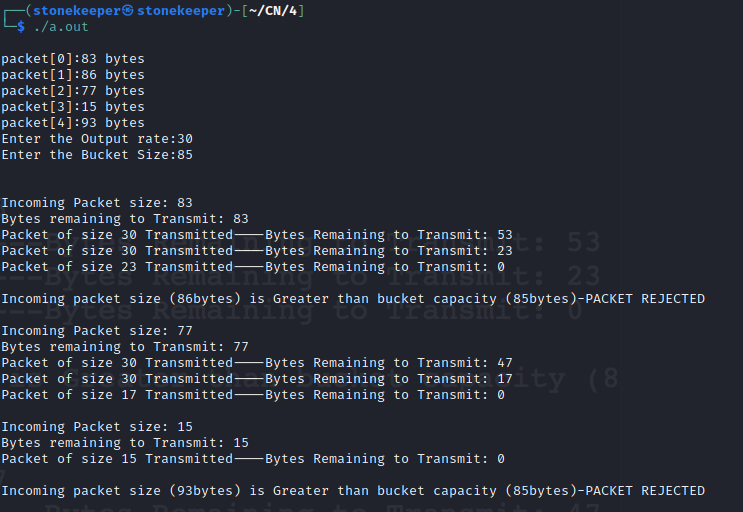 ┌──(stonekeeper㉿stonekeeper)-[~/CN/4]
└─$ ./a.out

packet[0]:83 bytes
packet[1]:86 bytes
packet[2]:77 bytes
packet[3]:15 bytes
packet[4]:93 bytes
Enter the Output rate:30
Enter the Bucket Size:85

Incoming Packet size: 83
Bytes remaining to Transmit: 83
Packet of size 30 Transmitted----Bytes Remaining to Transmit: 53
Packet of size 30 Transmitted----Bytes Remaining to Transmit: 23
Packet of size 23 Transmitted----Bytes Remaining to Transmit: 0

Incoming packet size (86bytes) is Greater than bucket capacity (85bytes)-PACKET REJECTED

Incoming Packet size: 77
Bytes remaining to Transmit: 77
Packet of size 30 Transmitted----Bytes Remaining to Transmit: 47
Packet of size 30 Transmitted----Bytes Remaining to Transmit: 17
Packet of size 17 Transmitted----Bytes Remaining to Transmit: 0

Incoming Packet size: 15
Bytes remaining to Transmit: 15
Packet of size 15 Transmitted----Bytes Remaining to Transmit: 0

Incoming packet size (93bytes) is Greater than bucket capacity (85bytes)-PACKET REJECTED